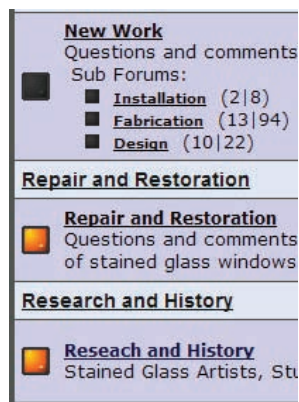 New Work
Questions and comments
Sub Forums:
Installation (2|8)
Fabrication (13|94)
Design (10|22)
Repair and Restoration
Repair and Restoration
Questions and comments
of stained glass windows.
Research and History
Reseach and History
Stained Glass Artists, Stu